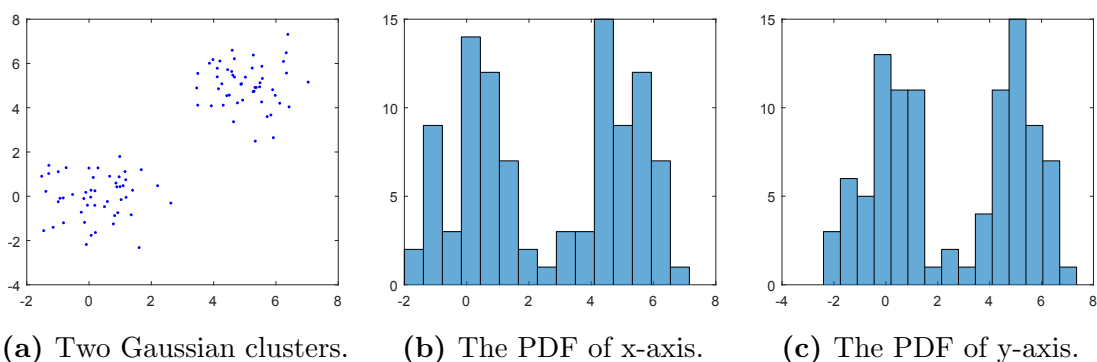 8
6
4
2
0
-2
-4
-2 0 2 4 6 8
15
10
5
0
-2 0 2 4 6 8
15
10
5
0
-4 -2 0 2 4 6 8
(a) Two Gaussian clusters.
(b) The PDF of x-axis.
(c) The PDF of y-axis.